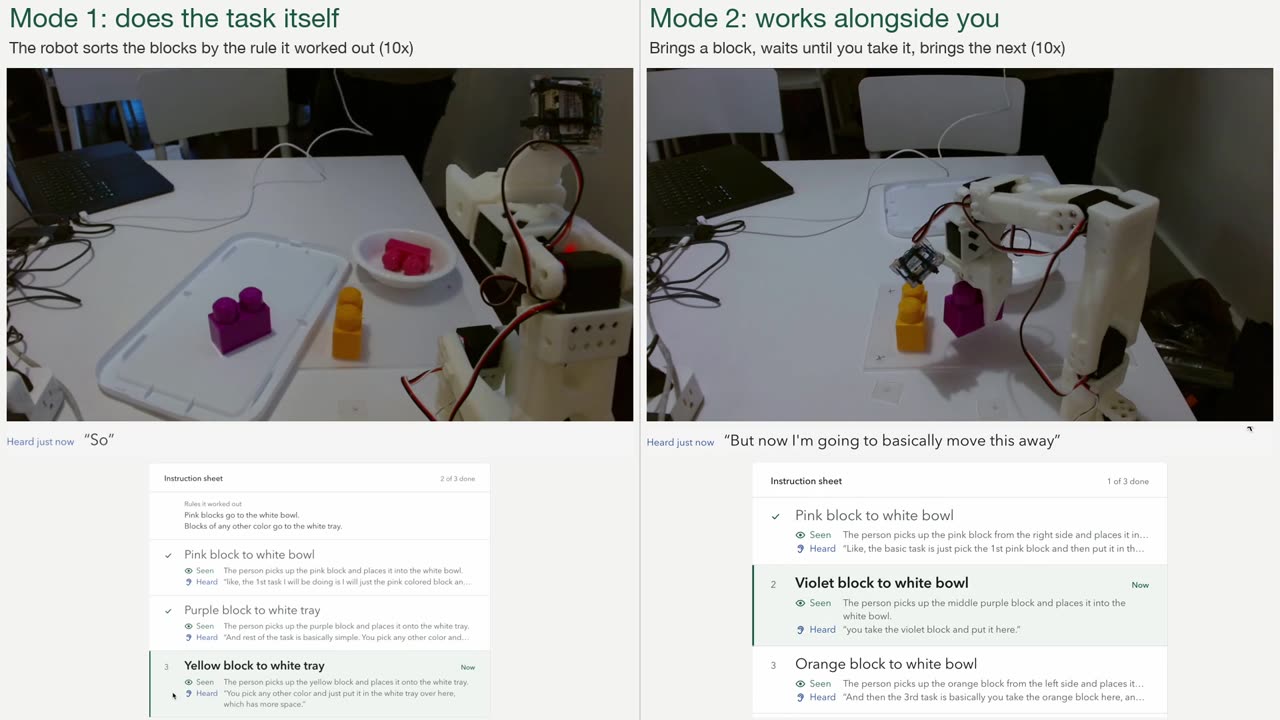 Mode 1: does the task itself
The robot sorts the blocks by the rule it worked out (10x)
Heard just now "So"
Instruction sheet 2 of 3 done
Rules it worked out
Pink blocks go to the white bowl.
Blocks of any other color go to the white tray.
Pink block to white bowl
Seen The person picks up the pink block and places it into the white bowl.
Heard "like, the 1st task I will be doing is I will just the pink colored block an…
Purple block to white tray
Seen The person picks up the purple block and places it onto the white tray.
Heard "And rest of the task is basically simple. You pick any other color and…
3 Yellow block to white tray Now
Seen The person picks up the yellow block and places it onto the white tray.
Heard "You pick any other color and just put it in the white tray over here,
which has more space."
Mode 2: works alongside you
Brings a block, waits until you take it, brings the next (10x)
Heard just now "But now I'm going to basically move this away"
Instruction sheet 1 of 3 done
Pink block to white bowl
Seen The person picks up the pink block from the right side and places it in…
Heard "Like, the basic task is just pick the 1st pink block and then put it in th…
2 Violet block to white bowl Now
Seen The person picks up the middle purple block and places it into the
white bowl.
Heard "you take the violet block and put it here."
3 Orange block to white bowl
Seen The person picks up the orange block from the left side and places it…
Heard "And then the 3rd task is basically you take the orange block here, an…